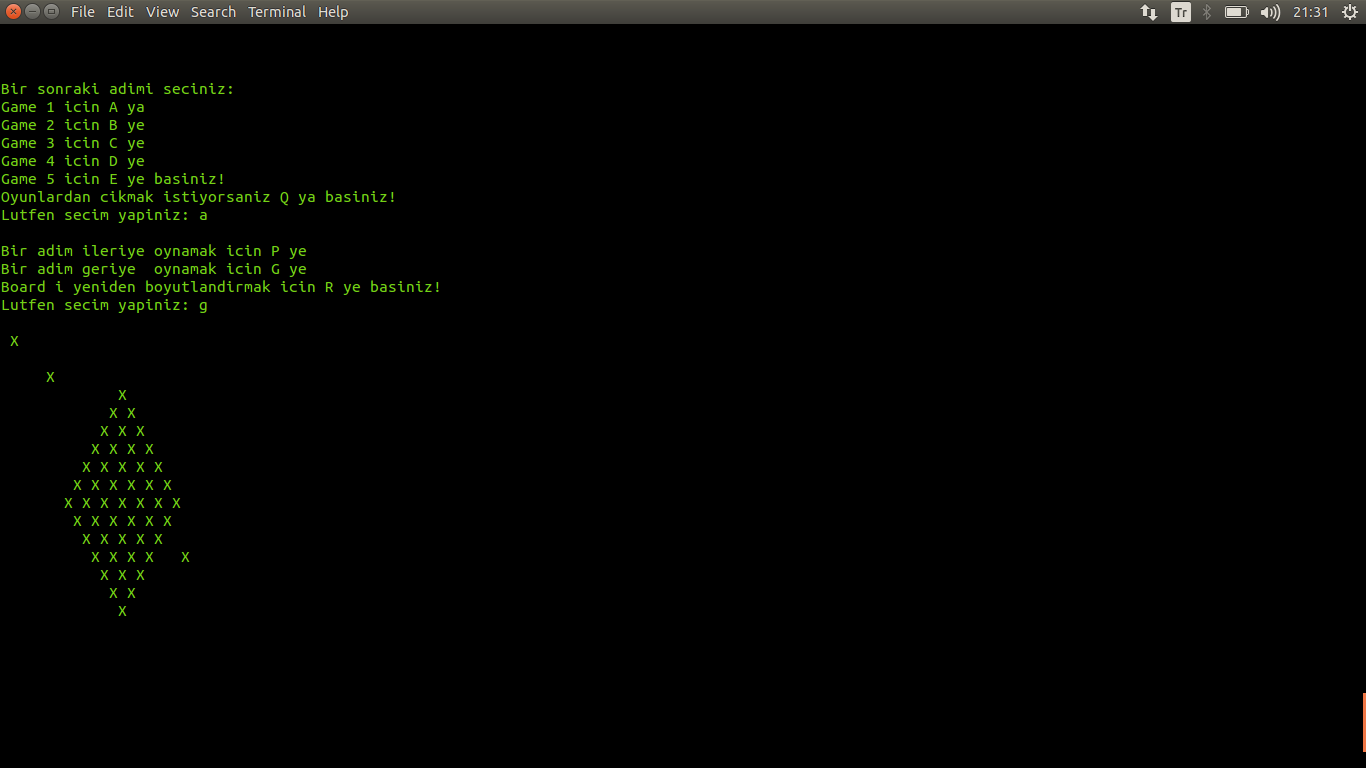 File Edit View Search Terminal Help Tr 21:31
Bir sonraki adimi seciniz:
Game 1 icin A ya
Game 2 icin B ye
Game 3 icin C ye
Game 4 icin D ye
Game 5 icin E ye basiniz!
Oyunlardan cikmak istiyorsaniz Q ya basiniz!
Lutfen secim yapiniz: a
Bir adim ileriye oynamak icin P ye
Bir adim geriye  oynamak icin G ye
Board i yeniden boyutlandirmak icin R ye basiniz!
Lutfen secim yapiniz: g
 X
     X
             X
            X X
           X X X
          X X X X
         X X X X X
        X X X X X X
       X X X X X X X
        X X X X X X
         X X X X X
          X X X X   X
           X X X
            X X
             X